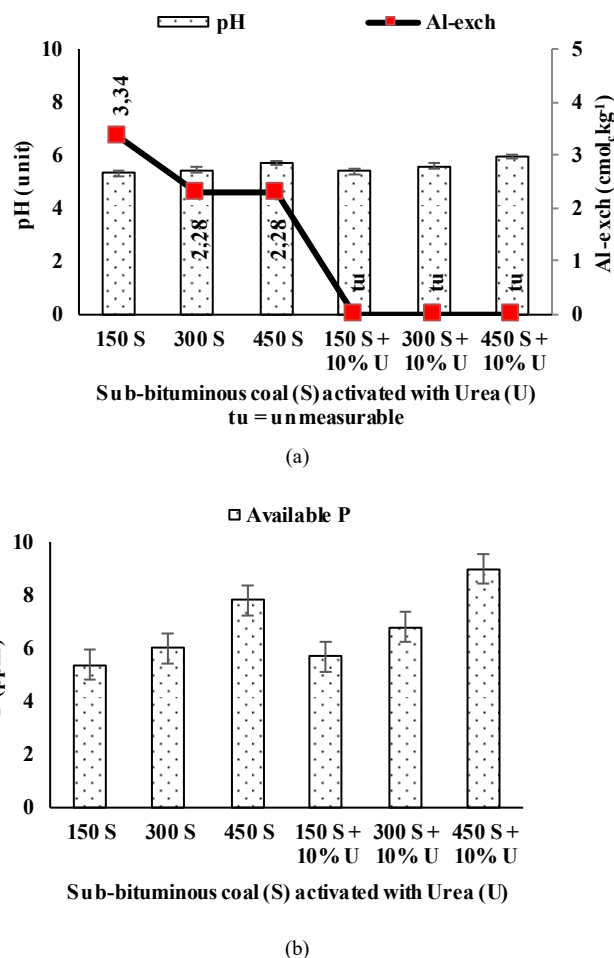 pH Al-exch
10
8
6
4
2
0
5
4
3
2
1
0
pH (unit)
Al-exch (cmolckg-1)
3,34
2,28
2,28
tu
tu
tu
150 S 300 S 450 S 150 S + 300 S + 450 S +
10% U 10% U 10% U
Sub-bituminous coal (S) activated with Urea (U)
tu = unmeasurable
(a)
Available P
10
8
6
4
2
0
150 S 300 S 450 S 150 S + 300 S + 450 S +
10% U 10% U 10% U
Sub-bituminous coal (S) activated with Urea (U)
(b)